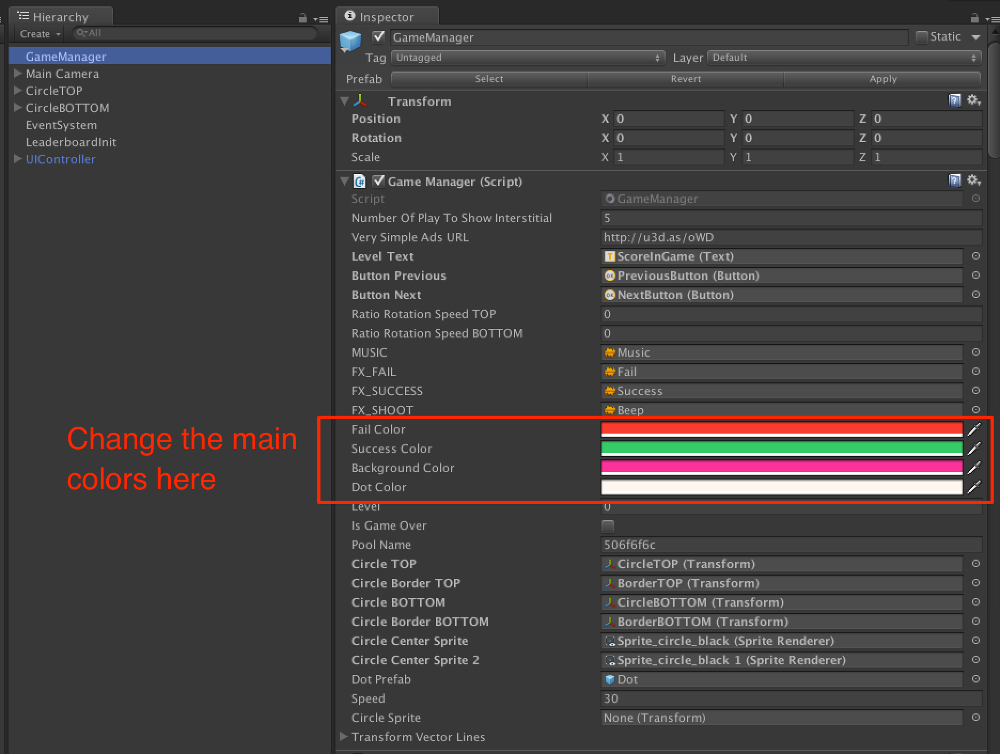 Hierarchy
Create
All
GameManager
Main Camera
CircleTOP
CircleBOTTOM
EventSystem
LeaderboardInit
UIController
Change the main
colors here
Inspector
GameManager
Static
Tag Untagged Layer Default
Prefab Select Revert Apply
Transform
Position X 0 Y 0 Z 0
Rotation X 0 Y 0 Z 0
Scale X 1 Y 1 Z 1
Game Manager (Script)
Script GameManager
Number Of Play To Show Interstitial 5
Very Simple Ads URL http://u3d.as/oWD
Level Text ScoreInGame (Text)
Button Previous PreviousButton (Button)
Button Next NextButton (Button)
Ratio Rotation Speed TOP 0
Ratio Rotation Speed BOTTOM 0
MUSIC Music
FX_FAIL Fail
FX_SUCCESS Success
FX_SHOOT Beep
Fail Color
Success Color
Background Color
Dot Color
Level 0
Is Game Over
Pool Name 506f6f6c
Circle TOP CircleTOP (Transform)
Circle Border TOP BorderTOP (Transform)
Circle BOTTOM CircleBOTTOM (Transform)
Circle Border BOTTOM BorderBOTTOM (Transform)
Circle Center Sprite Sprite_circle_black (Sprite Renderer)
Circle Center Sprite 2 Sprite_circle_black 1 (Sprite Renderer)
Dot Prefab Dot
Speed 30
Circle Sprite None (Transform)
Transform Vector Lines